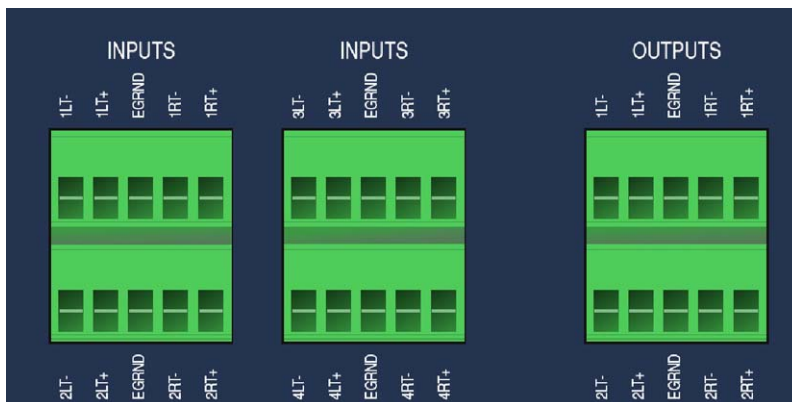 INPUTS INPUTS OUTPUTS
1LT- 1LT+ EGRND 1RT- 1RT+ 3LT- 3LT+ EGRND 3RT- 3RT+ 1LT- 1LT+ EGRND 1RT- 1RT+
2LT- 2LT+ EGRND 2RT- 2RT+ 4LT- 4LT+ EGRND 4RT- 4RT+ 2LT- 2LT+ EGRND 2RT- 2RT+